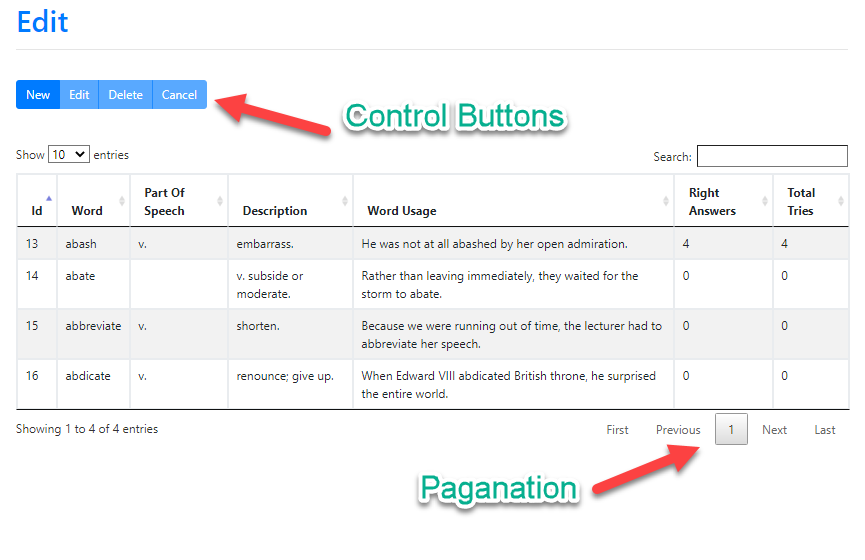 Edit
New Edit Delete Cancel
Control Buttons
Show 10 entries Search:
Id Word Part Of Speech Description Word Usage Right Answers Total Tries
13 abash v. embarrass. He was not at all abashed by her open admiration. 4 4
14 abate v. subside or moderate. Rather than leaving immediately, they waited for the storm to abate. 0 0
15 abbreviate v. shorten. Because we were running out of time, the lecturer had to abbreviate her speech. 0 0
16 abdicate v. renounce; give up. When Edward VIII abdicated British throne, he surprised the entire world. 0 0
Showing 1 to 4 of 4 entries First Previous 1 Next Last
Paganation